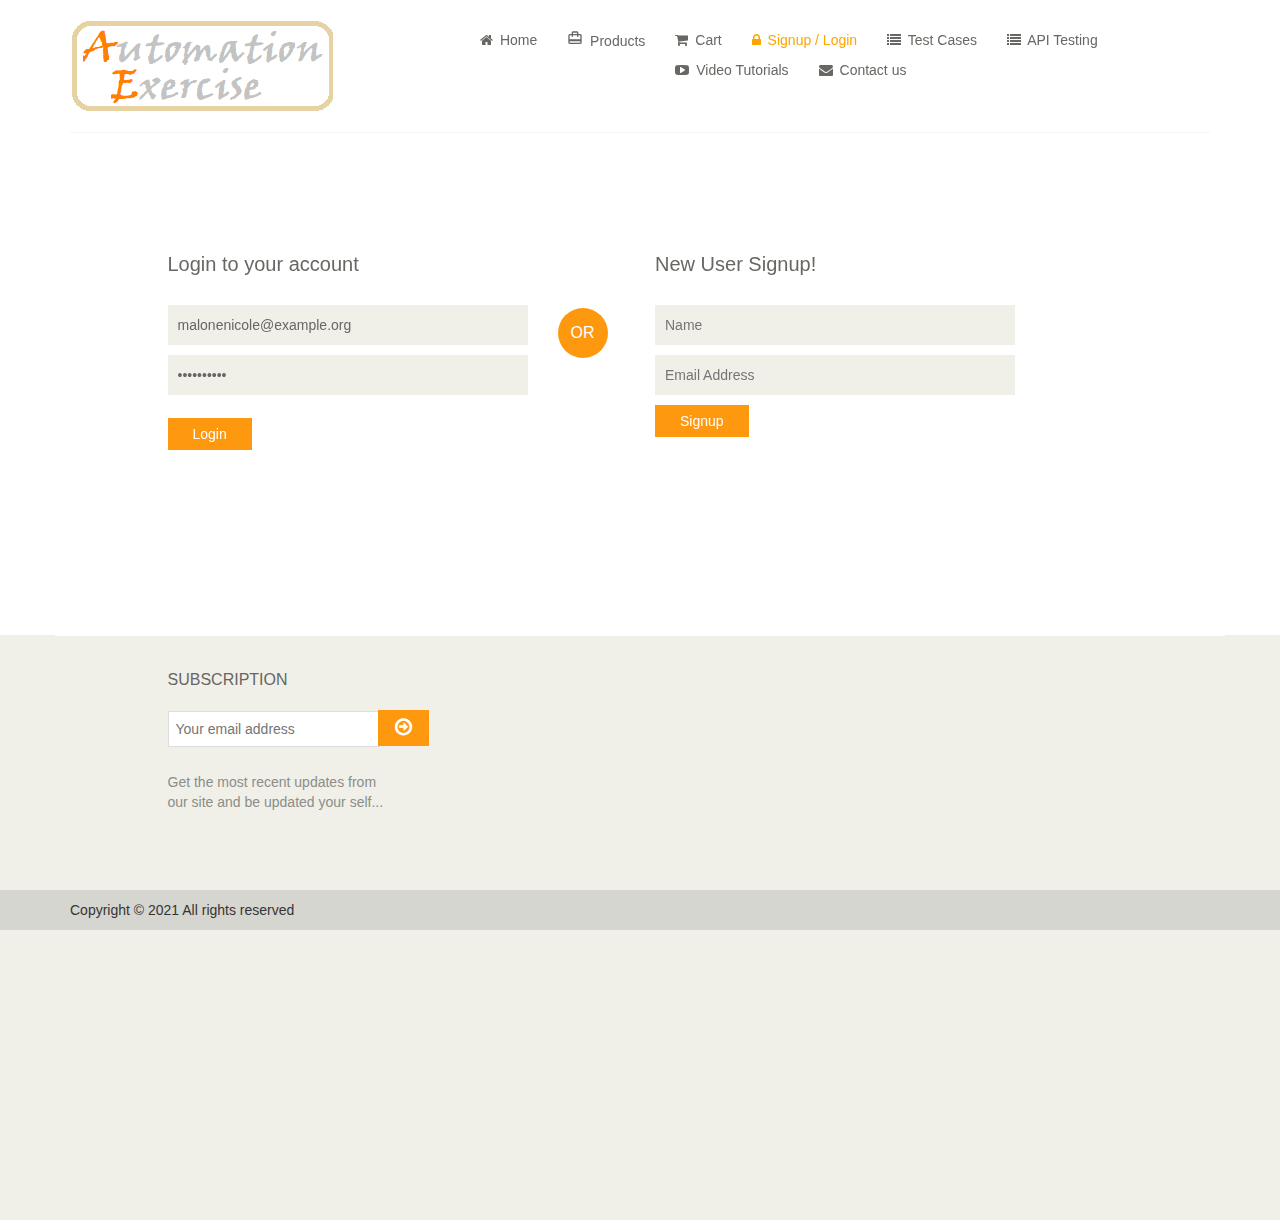 Automation
Exercise
Home
Products
Cart
Signup / Login
Test Cases
API Testing
Video Tutorials
Contact us
Login to your account
malonenicole@example.org
••••••••••
Login
OR
New User Signup!
Name
Email Address
Signup
SUBSCRIPTION
Your email address
Get the most recent updates from
our site and be updated your self...
Copyright © 2021 All rights reserved